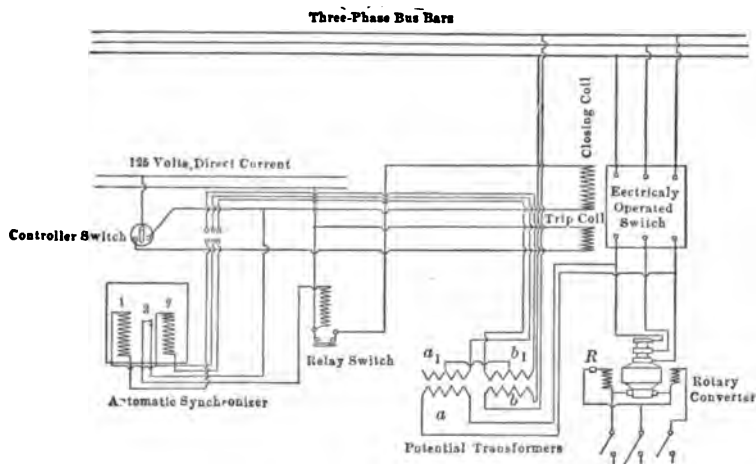 Three-Phase Bus Bars
Closing Coil
125 Volts, Direct Current
Eectricaly
Operated
Switch
Trip Coil
Controller Switch
1
3
2
a1
b1
R
Relay Switch
Rotary
Converter
Automatic Synchronizer
a
b
Potential Transformers